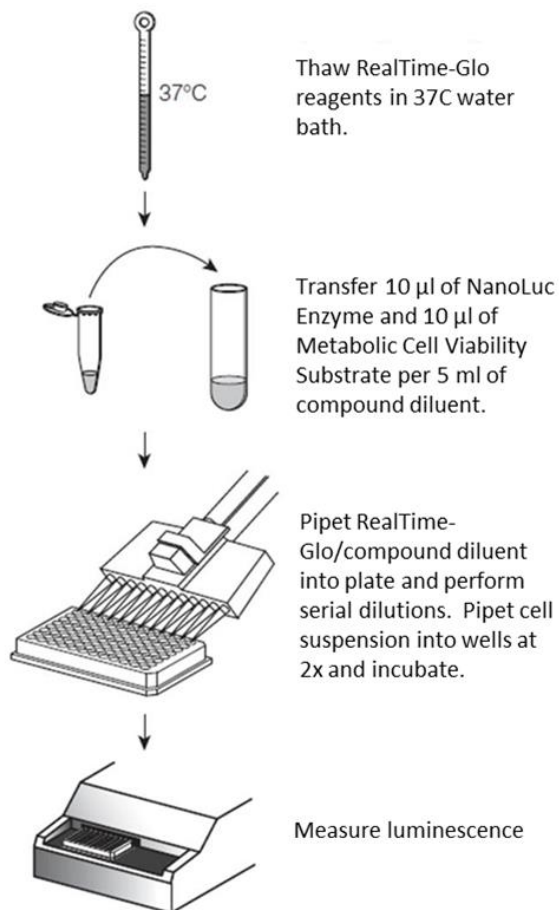 37°C
Thaw RealTime-Glo
reagents in 37C water
bath.
Transfer 10 µl of NanoLuc
Enzyme and 10 µl of
Metabolic Cell Viability
Substrate per 5 ml of
compound diluent.
Pipet RealTime-
Glo/compound diluent
into plate and perform
serial dilutions. Pipet cell
suspension into wells at
2x and incubate.
Measure luminescence